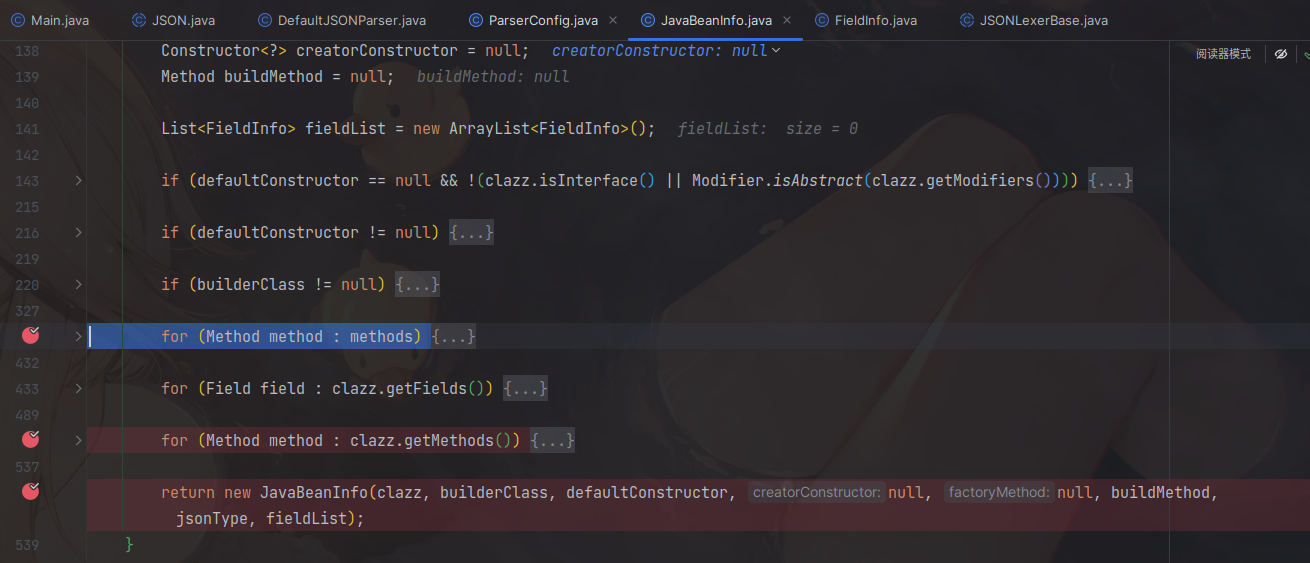 Main.java JSON.java DefaultJSONParser.java ParserConfig.java JavaBeanInfo.java FieldInfo.java JSONLexerBase.java
138 Constructor<?> creatorConstructor = null; creatorConstructor: null 阅读器模式
139 Method buildMethod = null; buildMethod: null
140
141 List<FieldInfo> fieldList = new ArrayList<FieldInfo>(); fieldList: size = 0
142
143 if (defaultConstructor == null && !(clazz.isInterface() || Modifier.isAbstract(clazz.getModifiers()))) {...}
215
216 if (defaultConstructor != null) {...}
219
220 if (builderClass != null) {...}
327
for (Method method : methods) {...}
432
433 for (Field field : clazz.getFields()) {...}
489
for (Method method : clazz.getMethods()) {...}
537
return new JavaBeanInfo(clazz, builderClass, defaultConstructor, creatorConstructor: null, factoryMethod: null, buildMethod,
jsonType, fieldList);
539 }